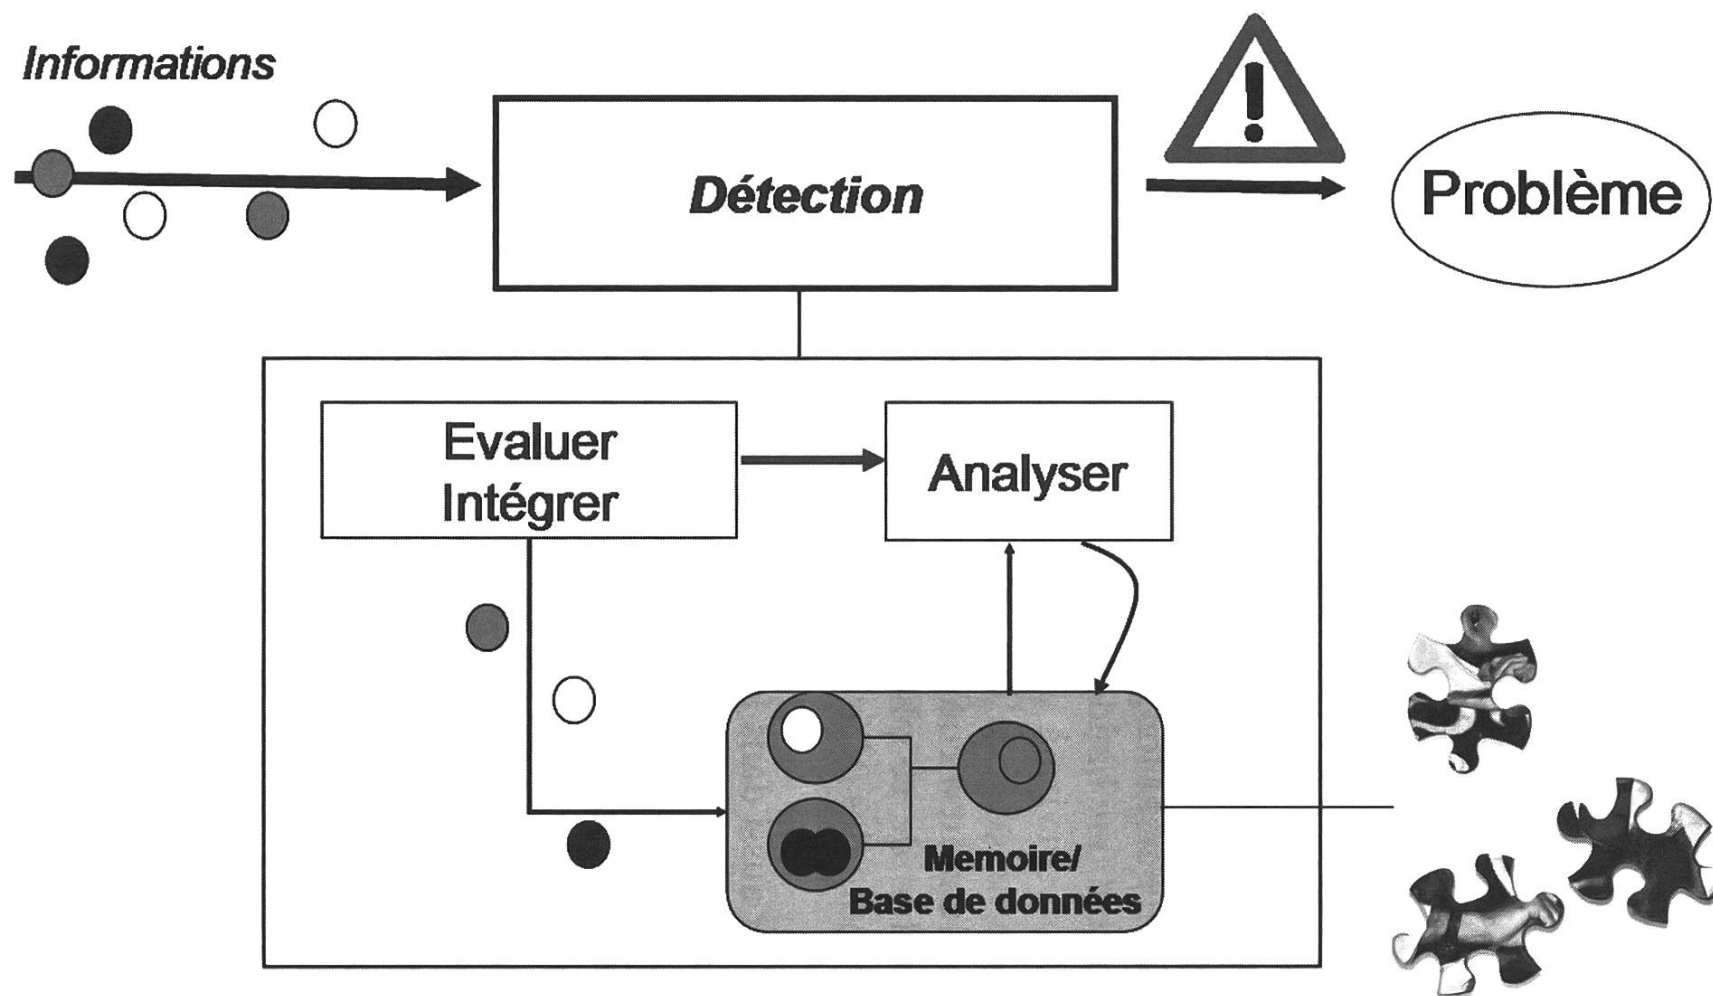 Informations
Détection
!
Problème
Evaluer
Intégrer
Analyser
Memoire/
Base de données